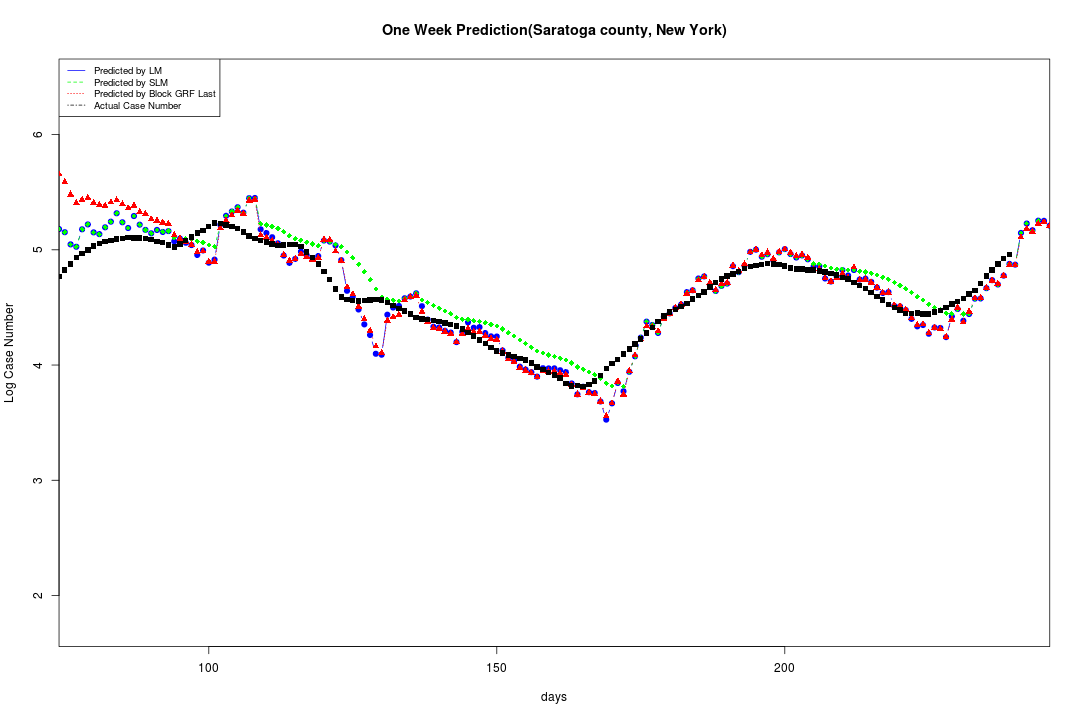 One Week Prediction(Saratoga county, New York)
Predicted by LM
Predicted by SLM
Predicted by Block GRF Last
Actual Case Number
6
5
4
3
2
Log Case Number
100
150
200
days